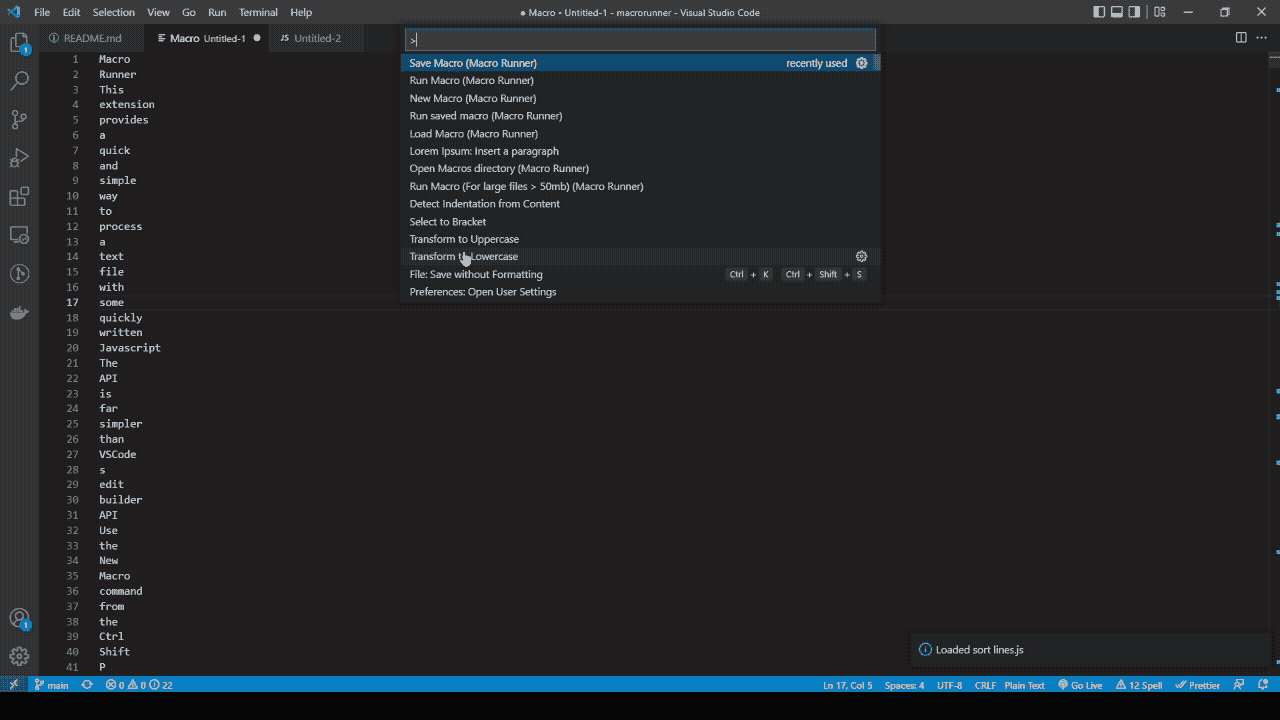 File Edit Selection View Go Run Terminal Help
● Macro • Untitled-1 - macrorunner - Visual Studio Code
README.md
Macro Untitled-1 ●
JS Untitled-2
>
Save Macro (Macro Runner) recently used
Run Macro (Macro Runner)
New Macro (Macro Runner)
Run saved macro (Macro Runner)
Load Macro (Macro Runner)
Lorem Ipsum: Insert a paragraph
Open Macros directory (Macro Runner)
Run Macro (For large files > 50mb) (Macro Runner)
Detect Indentation from Content
Select to Bracket
Transform to Uppercase
Transform to Lowercase
File: Save without Formatting Ctrl + K Ctrl + Shift + S
Preferences: Open User Settings
1 Macro
2 Runner
3 This
4 extension
5 provides
6 a
7 quick
8 and
9 simple
10 way
11 to
12 process
13 a
14 text
15 file
16 with
17 some
18 quickly
19 written
20 Javascript
21 The
22 API
23 is
24 far
25 simpler
26 than
27 VSCode
28 s
29 edit
30 builder
31 API
32 Use
33 the
34 New
35 Macro
36 command
37 from
38 the
39 Ctrl
40 Shift
41 P
1
1
Loaded sort lines.js
main 0 8 22 Ln 17, Col 5 Spaces: 4 UTF-8 CRLF Plain Text Go Live 12 Spell Prettier